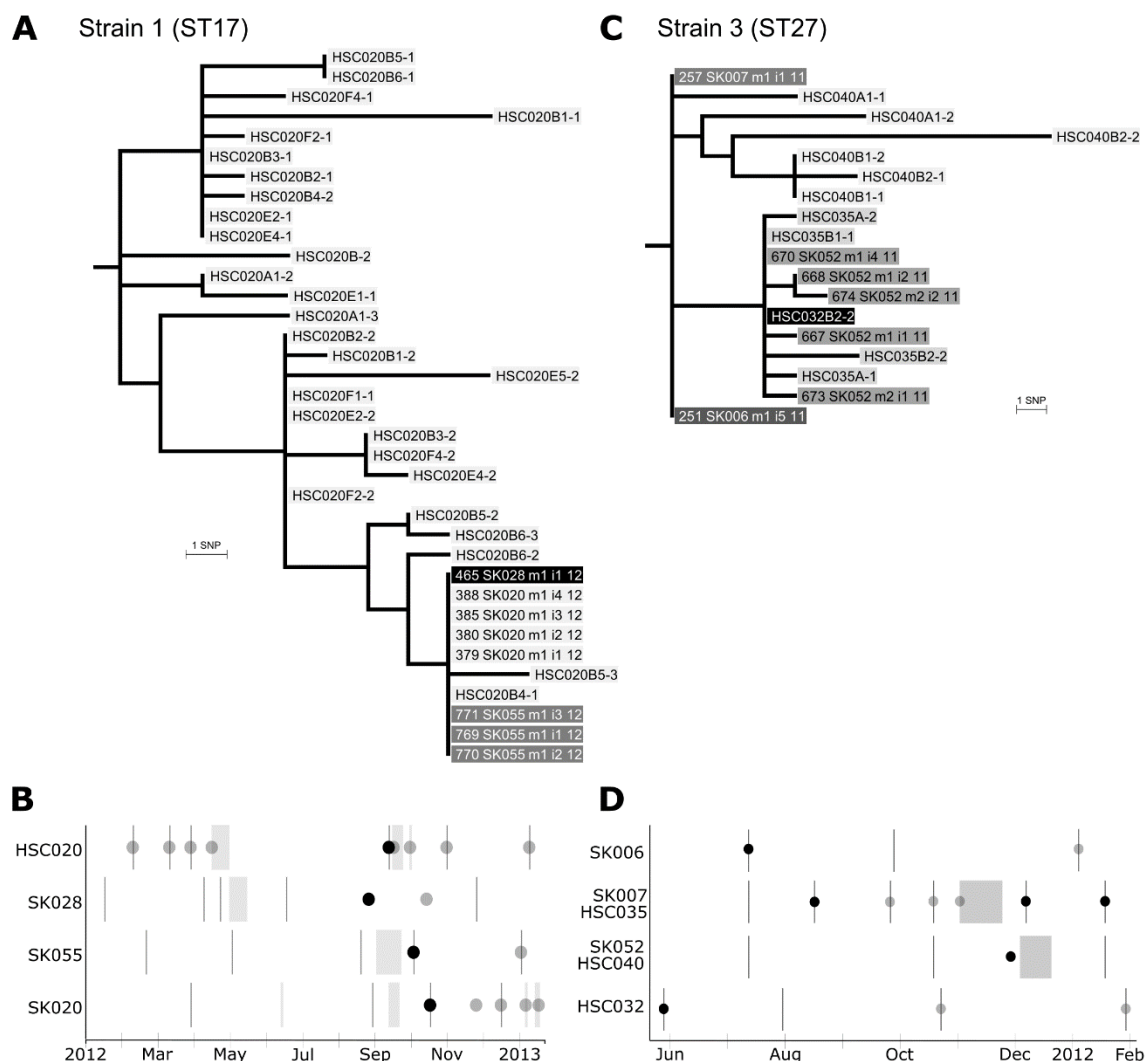 A Strain 1 (ST17)
HSC020B5-1
HSC020B6-1
HSC020F4-1
HSC020B1-1
HSC020F2-1
HSC020B3-1
HSC020B2-1
HSC020B4-2
HSC020E2-1
HSC020E4-1
HSC020B-2
HSC020A1-2
HSC020E1-1
HSC020A1-3
HSC020B2-2
HSC020B1-2
HSC020E5-2
HSC020F1-1
HSC020E2-2
HSC020B3-2
HSC020F4-2
HSC020E4-2
HSC020F2-2
HSC020B5-2
HSC020B6-3
HSC020B6-2
465 SK028 m1 i1 12
388 SK020 m1 i4 12
385 SK020 m1 i3 12
380 SK020 m1 i2 12
379 SK020 m1 i1 12
HSC020B5-3
HSC020B4-1
771 SK055 m1 i3 12
769 SK055 m1 i1 12
770 SK055 m1 i2 12
1 SNP
C Strain 3 (ST27)
257 SK007 m1 i1 11
HSC040A1-1
HSC040A1-2
HSC040B2-2
HSC040B1-2
HSC040B2-1
HSC040B1-1
HSC035A-2
HSC035B1-1
670 SK052 m1 i4 11
668 SK052 m1 i2 11
674 SK052 m2 i2 11
HSC032B2-2
667 SK052 m1 i1 11
HSC035B2-2
HSC035A-1
673 SK052 m2 i1 11
251 SK006 m1 i5 11
1 SNP
B
HSC020
SK028
SK055
SK020
2012 Mar May Jul Sep Nov 2013
D
SK006
SK007
HSC035
SK052
HSC040
HSC032
Jun Aug Oct Dec 2012 Feb